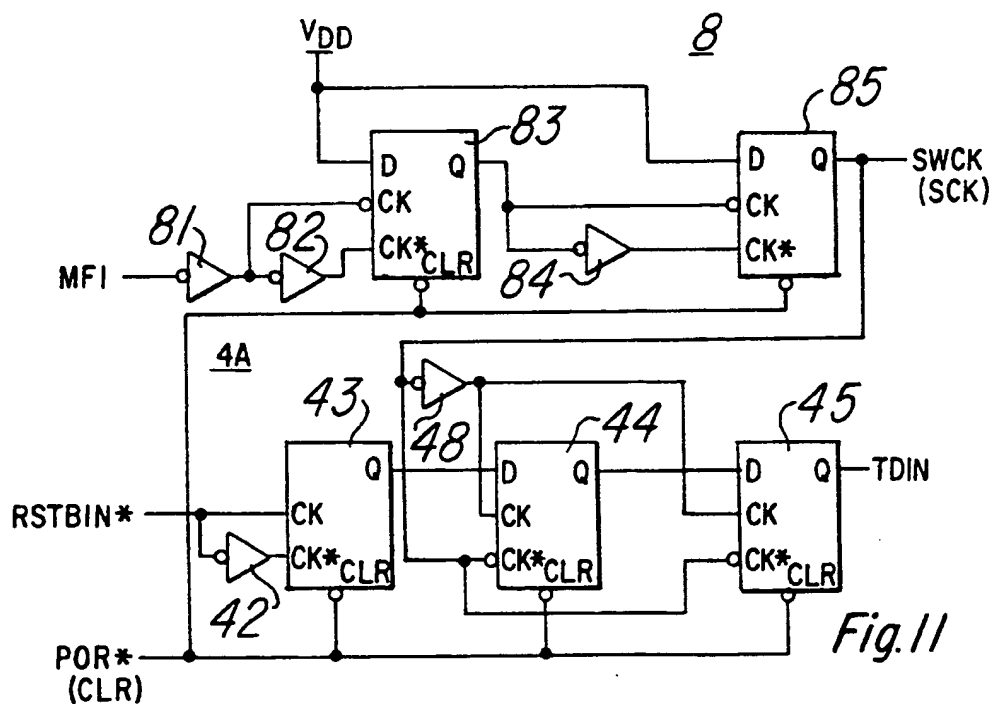 VDD
8
83
85
D Q
D Q
SWCK
(SCK)
CK
CK
81
82
CK*
CK*
MFI
CLR
84
4A
43
48
44
45
Q
D Q
D Q
TDIN
RSTBIN*
CK
CK
CK
CK*
CK*
CK*
CLR
CLR
CLR
42
Fig.11
POR*
(CLR)